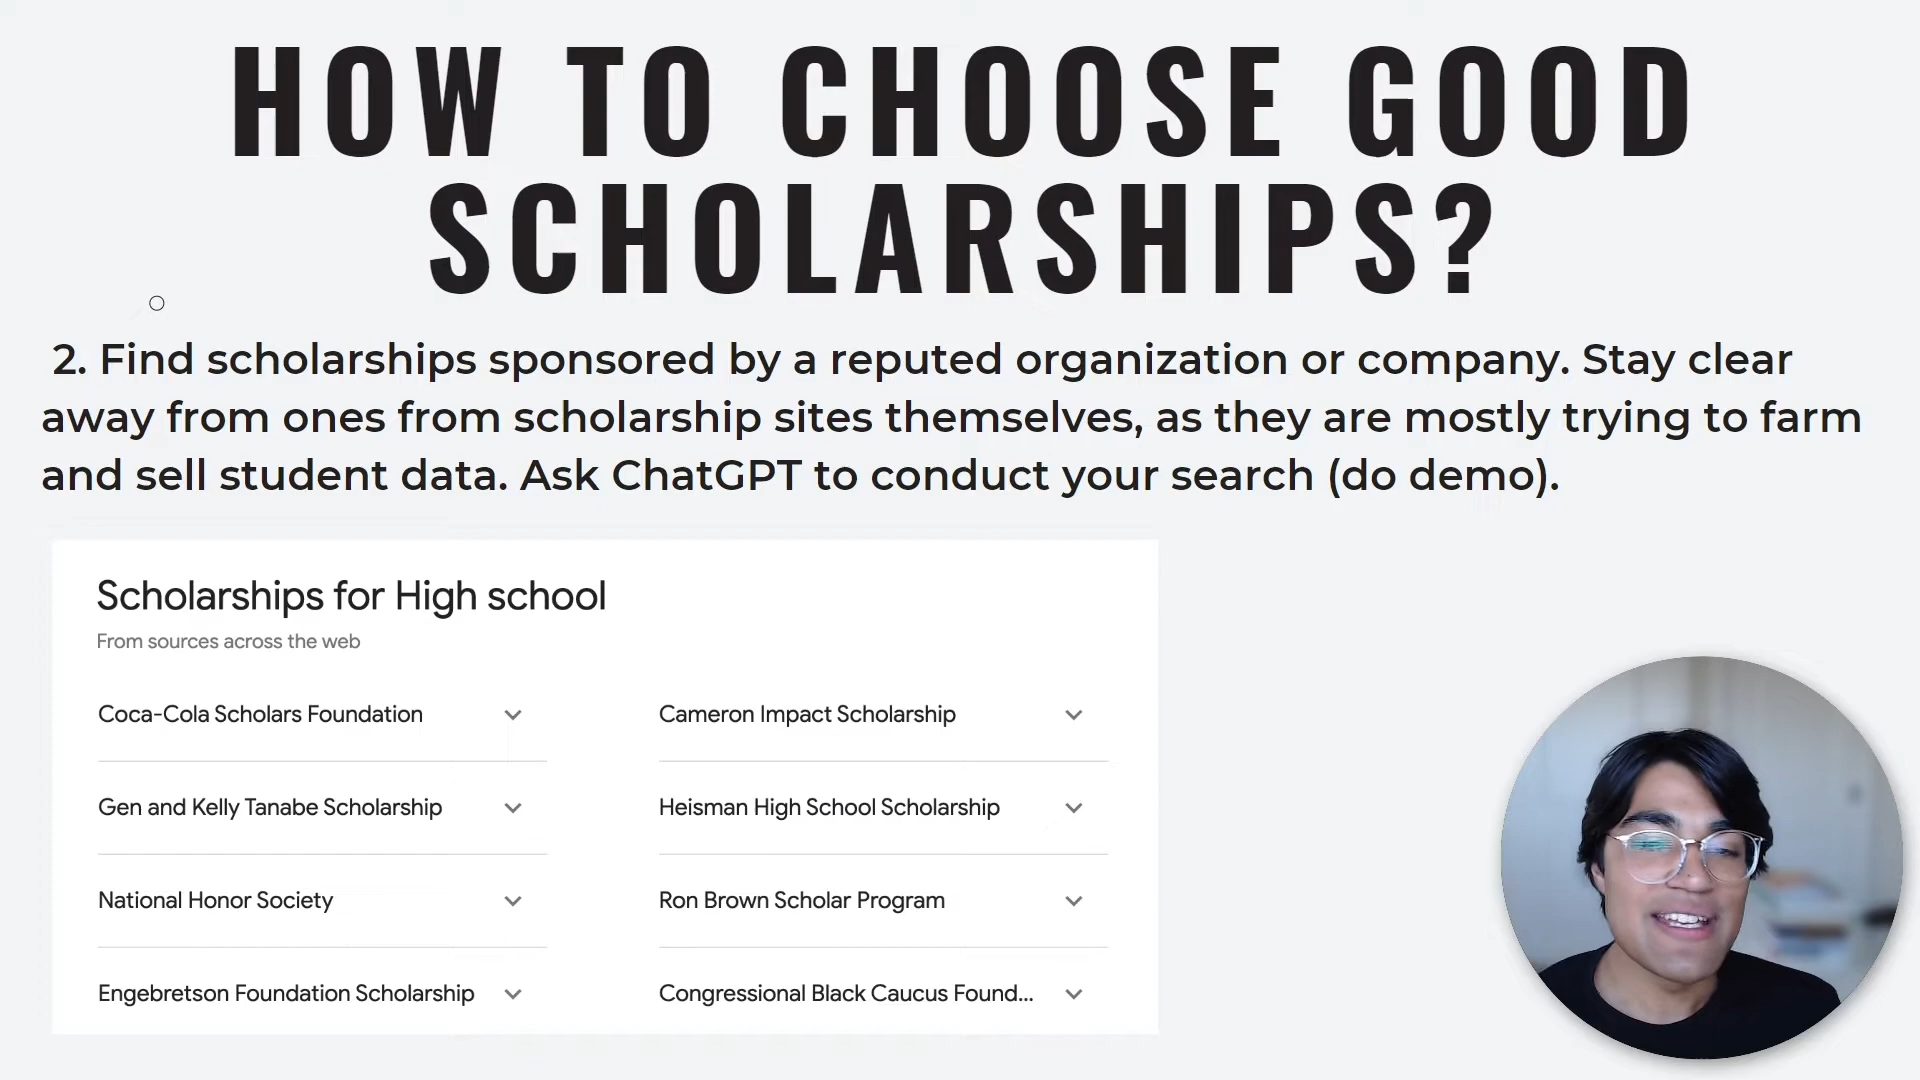 HOW TO CHOOSE GOOD
SCHOLARSHIPS?
2. Find scholarships sponsored by a reputed organization or company. Stay clear
away from ones from scholarship sites themselves, as they are mostly trying to farm
and sell student data. Ask ChatGPT to conduct your search (do demo).
Scholarships for High school
From sources across the web
Coca-Cola Scholars Foundation
Cameron Impact Scholarship
Gen and Kelly Tanabe Scholarship
Heisman High School Scholarship
National Honor Society
Ron Brown Scholar Program
Engebretson Foundation Scholarship
Congressional Black Caucus Found...